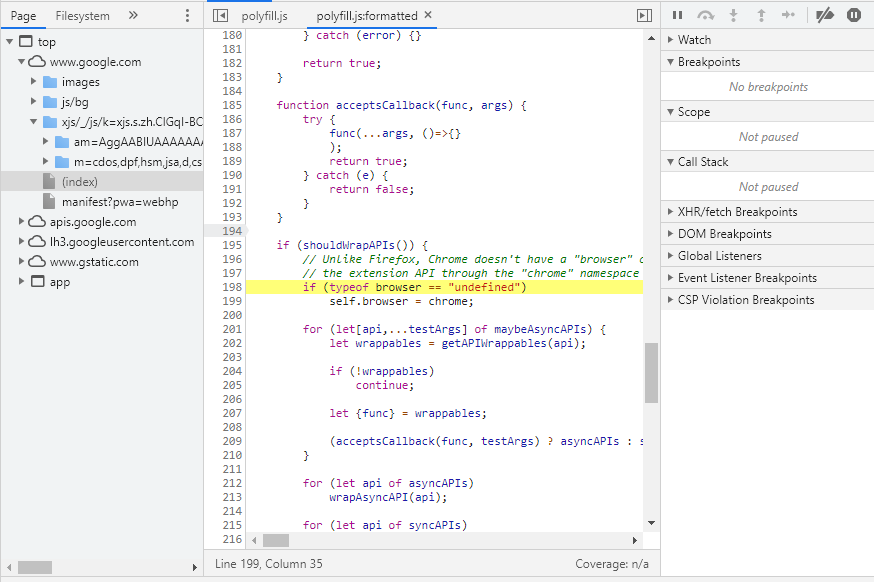 Page
Filesystem
»
polyfill.js
polyfill.js:formatted ×
top
www.google.com
images
js/bg
xjs/_/js/k=xjs.s.zh.ClGqI-BC
am=AggAABIUAAAAAAA
m=cdos,dpf,hsm,jsa,d,cs
(index)
manifest?pwa=webhp
apis.google.com
lh3.googleusercontent.com
www.gstatic.com
app
180 } catch (error) {}
181
182 return true;
183 }
184
185 function acceptsCallback(func, args) {
186 try {
187 func(...args, ()=>{}
188 );
189 return true;
190 } catch (e) {
191 return false;
192 }
193 }
194
195 if (shouldWrapAPIs()) {
196 // Unlike Firefox, Chrome doesn't have a "browser" o
197 // the extension API through the "chrome" namespace
198 if (typeof browser == "undefined")
199 self.browser = chrome;
200
201 for (let[api,...testArgs] of maybeAsyncAPIs) {
202 let wrappables = getAPIWrappables(api);
203
204 if (!wrappables)
205 continue;
206
207 let {func} = wrappables;
208
209 (acceptsCallback(func, testArgs) ? asyncAPIs : s
210 }
211
212 for (let api of asyncAPIs)
213 wrapAsyncAPI(api);
214
215 for (let api of syncAPIs)
216
Line 199, Column 35
Coverage: n/a
Watch
Breakpoints
No breakpoints
Scope
Not paused
Call Stack
Not paused
XHR/fetch Breakpoints
DOM Breakpoints
Global Listeners
Event Listener Breakpoints
CSP Violation Breakpoints